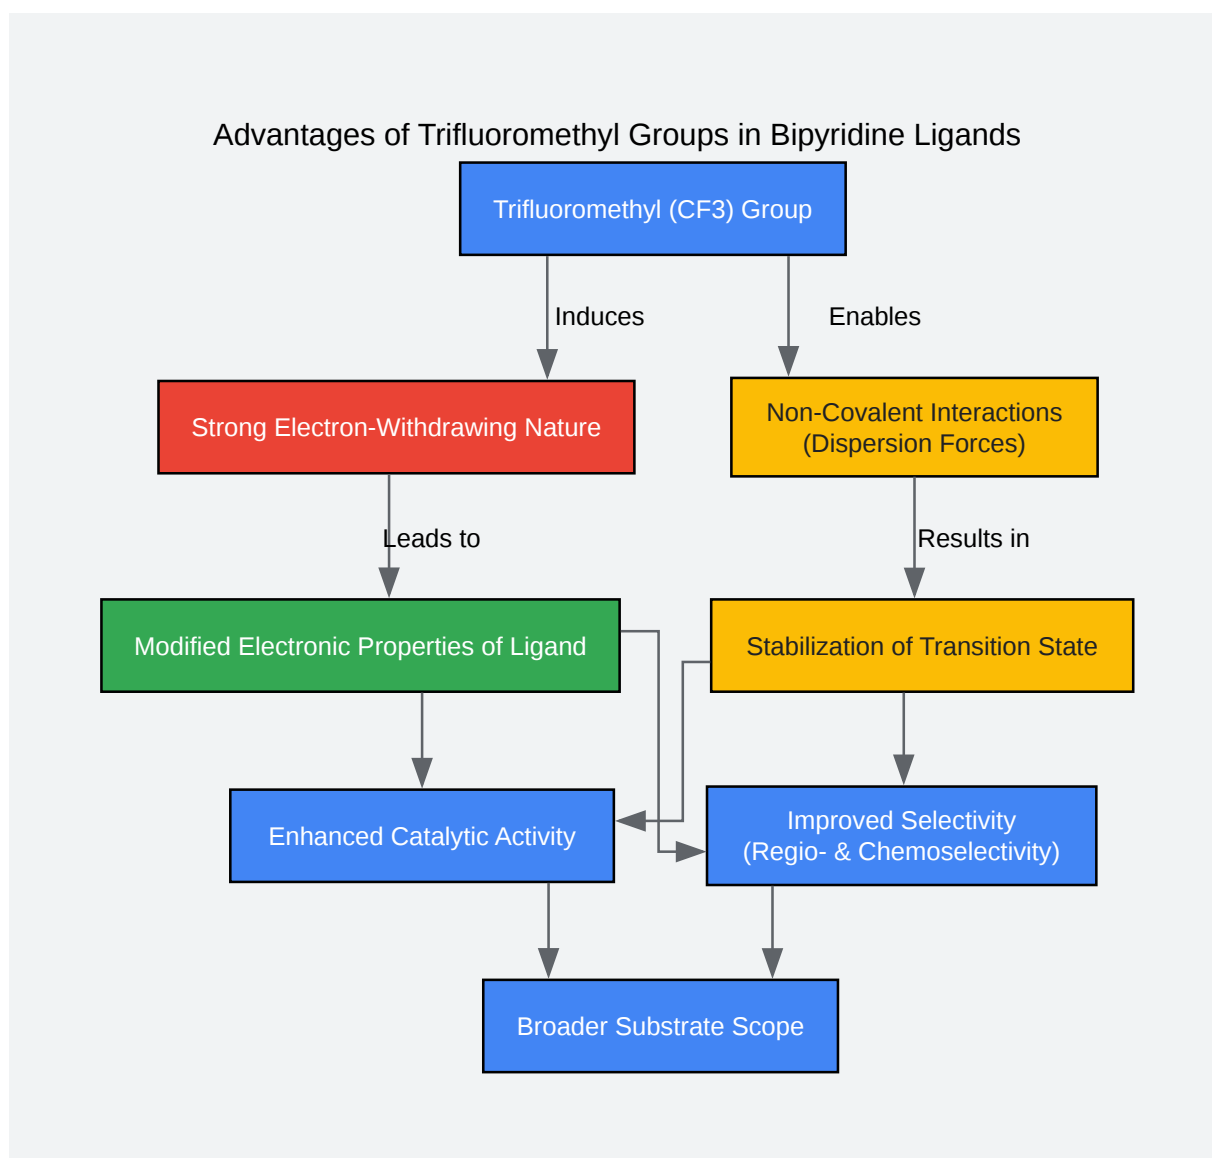 Advantages of Trifluoromethyl Groups in Bipyridine Ligands
Trifluoromethyl (CF3) Group
Induces
Enables
Strong Electron-Withdrawing Nature
Non-Covalent Interactions
(Dispersion Forces)
Leads to
Results in
Modified Electronic Properties of Ligand
Stabilization of Transition State
Enhanced Catalytic Activity
Improved Selectivity
(Regio- & Chemoselectivity)
Broader Substrate Scope